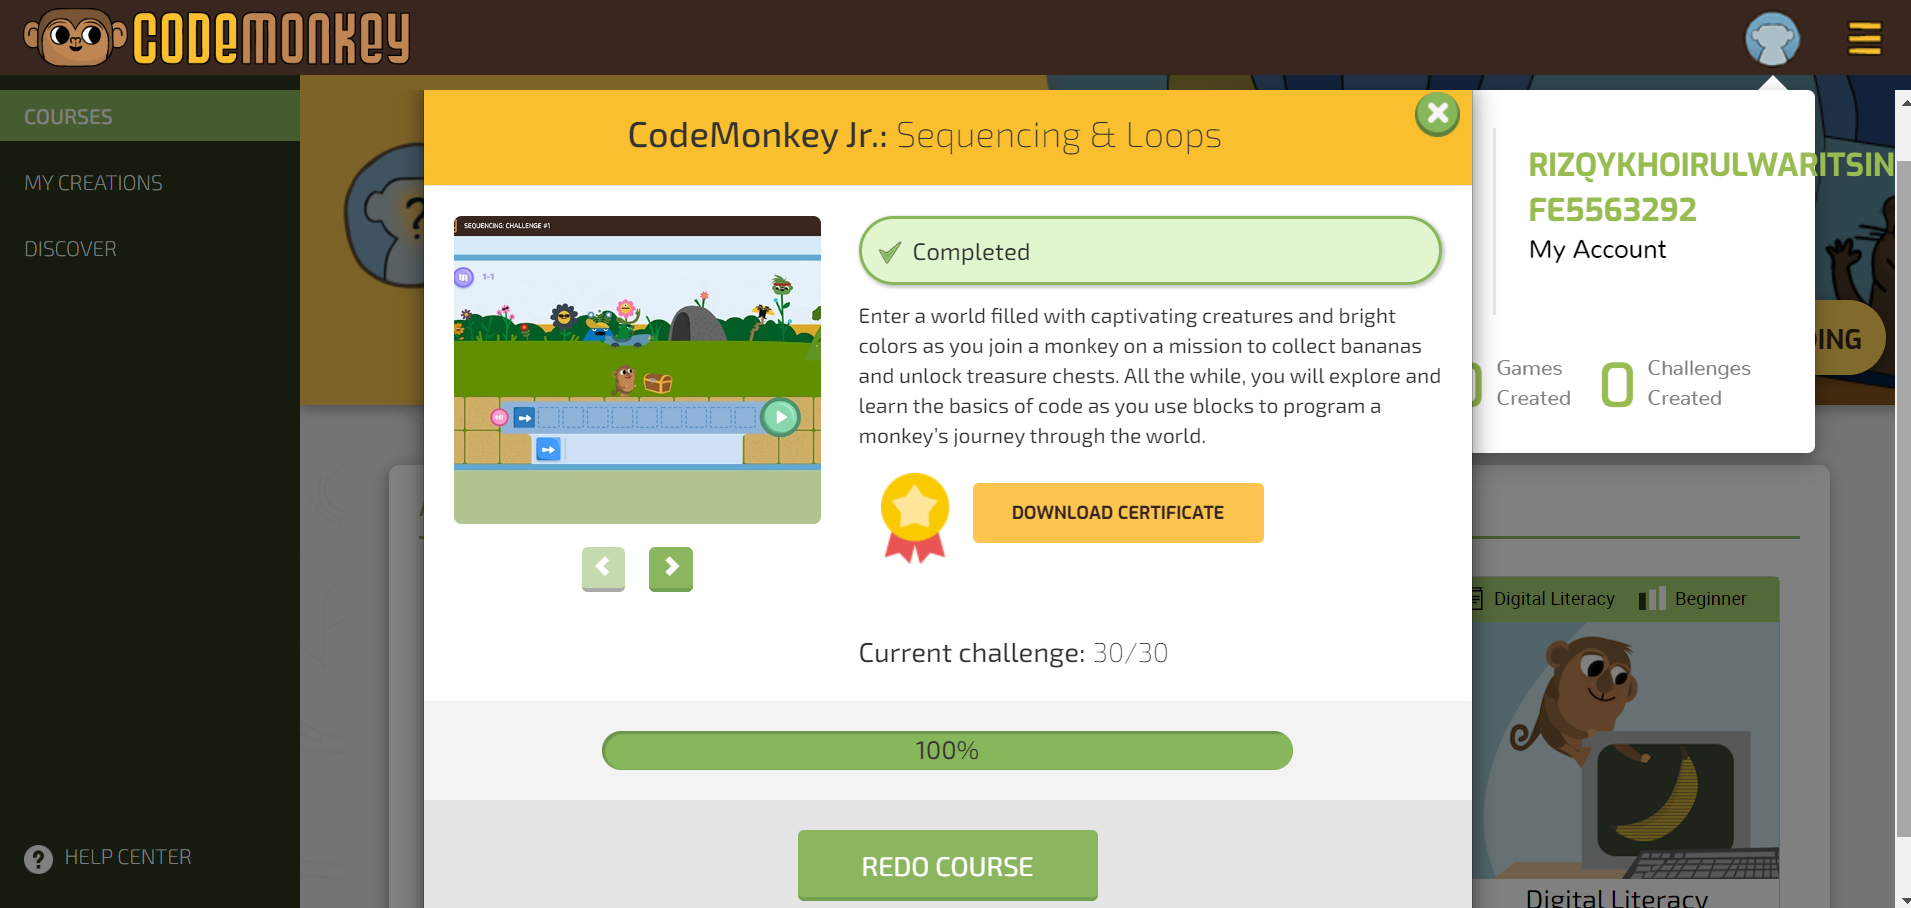 CODEMONKEY
COURSES
MY CREATIONS
DISCOVER
HELP CENTER
CodeMonkey Jr.: Sequencing & Loops
SEQUENCING: CHALLENGE #1
1-1
Completed
Enter a world filled with captivating creatures and bright
colors as you join a monkey on a mission to collect bananas
and unlock treasure chests. All the while, you will explore and
learn the basics of code as you use blocks to program a
monkey's journey through the world.
DOWNLOAD CERTIFICATE
Current challenge: 30/30
100%
REDO COURSE
RIZQYKHOIRULWARITSIN
FE5563292
My Account
Games
Created
0 Challenges
Created
Digital Literacy
Beginner
Digital Literacy